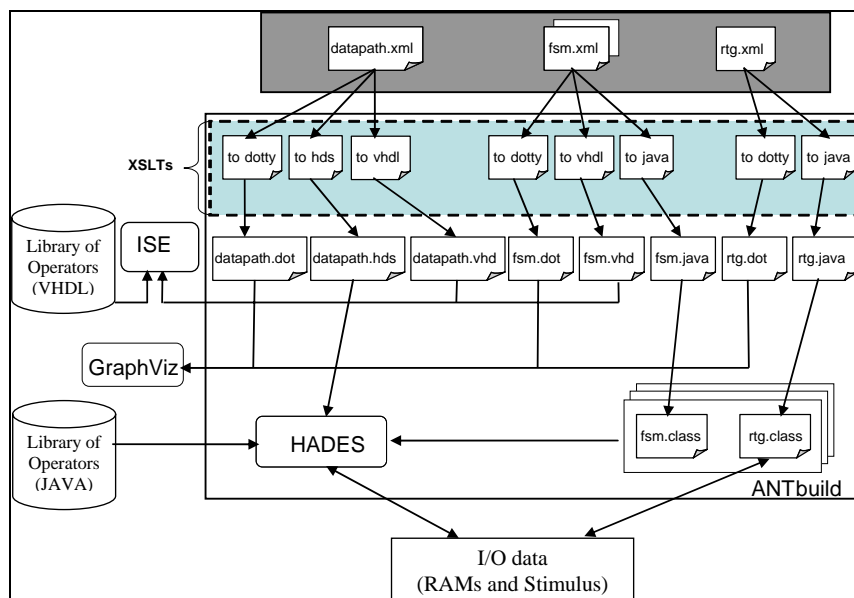 datapath.xml
fsm.xml
rtg.xml
XSLTs
to dotty
to hds
to vhdl
to dotty
to vhdl
to java
to dotty
to java
Library of
Operators
(VHDL)
ISE
datapath.dot
datapath.hds
datapath.vhd
fsm.dot
fsm.vhd
fsm.java
rtg.dot
rtg.java
GraphViz
Library of
Operators
(JAVA)
HADES
fsm.class
rtg.class
ANTbuild
I/O data
(RAMs and Stimulus)